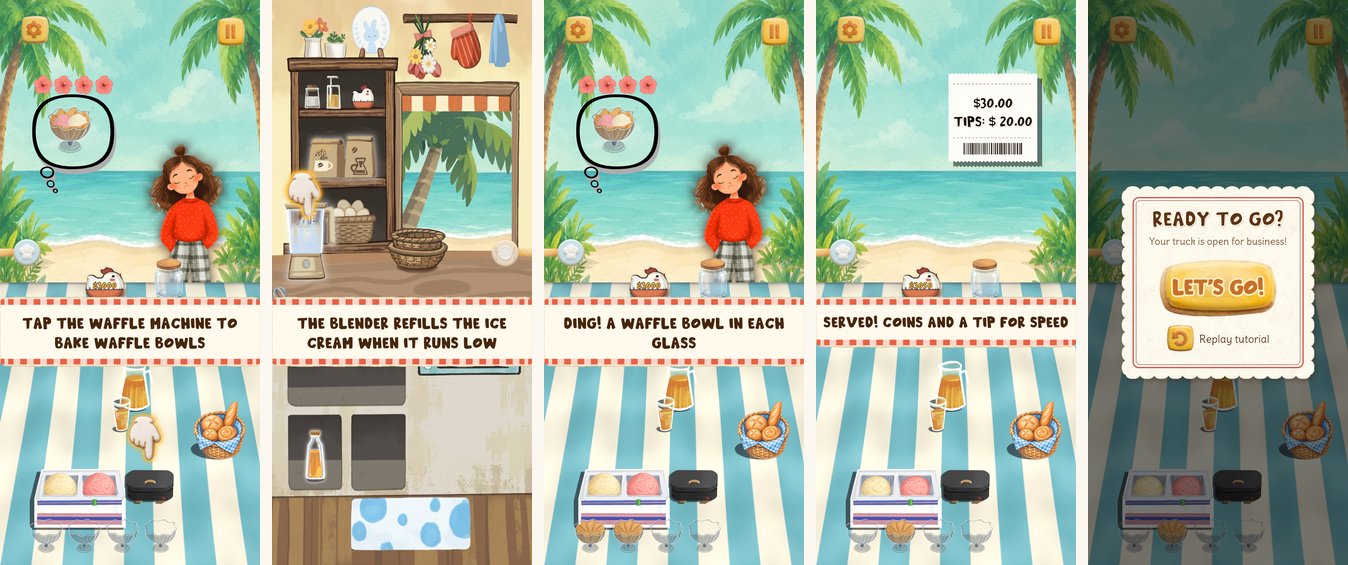 TAP THE WAFFLE MACHINE TO
BAKE WAFFLE BOWLS
THE BLENDER REFILLS THE ICE
CREAM WHEN IT RUNS LOW
DING! A WAFFLE BOWL IN EACH
GLASS
$30.00
TIPS: $ 20.00
SERVED! COINS AND A TIP FOR SPEED
READY TO GO?
Your truck is open for business!
LET'S GO!
Replay tutorial